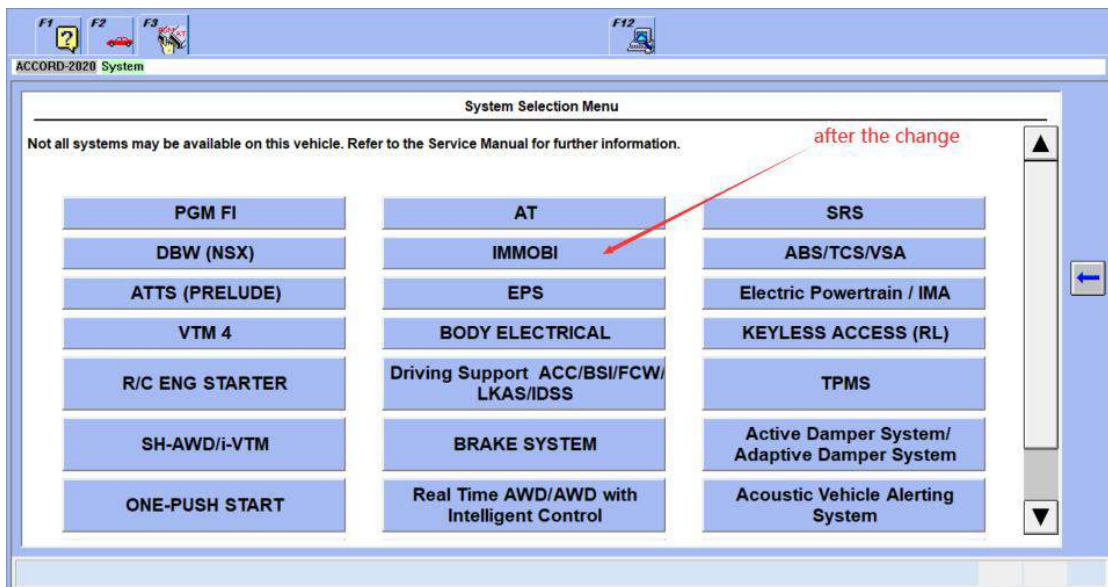 F1
F2
F3
F12
ACCORD-2020 System
System Selection Menu
Not all systems may be available on this vehicle. Refer to the Service Manual for further information.
after the change
PGM FI
AT
SRS
DBW (NSX)
IMMOBI
ABS/TCS/VSA
ATTS (PRELUDE)
EPS
Electric Powertrain / IMA
VTM 4
BODY ELECTRICAL
KEYLESS ACCESS (RL)
R/C ENG STARTER
Driving Support ACC/BSI/FCW/
LKAS/IDSS
TPMS
SH-AWD/i-VTM
BRAKE SYSTEM
Active Damper System/
Adaptive Damper System
ONE-PUSH START
Real Time AWD/AWD with
Intelligent Control
Acoustic Vehicle Alerting
System